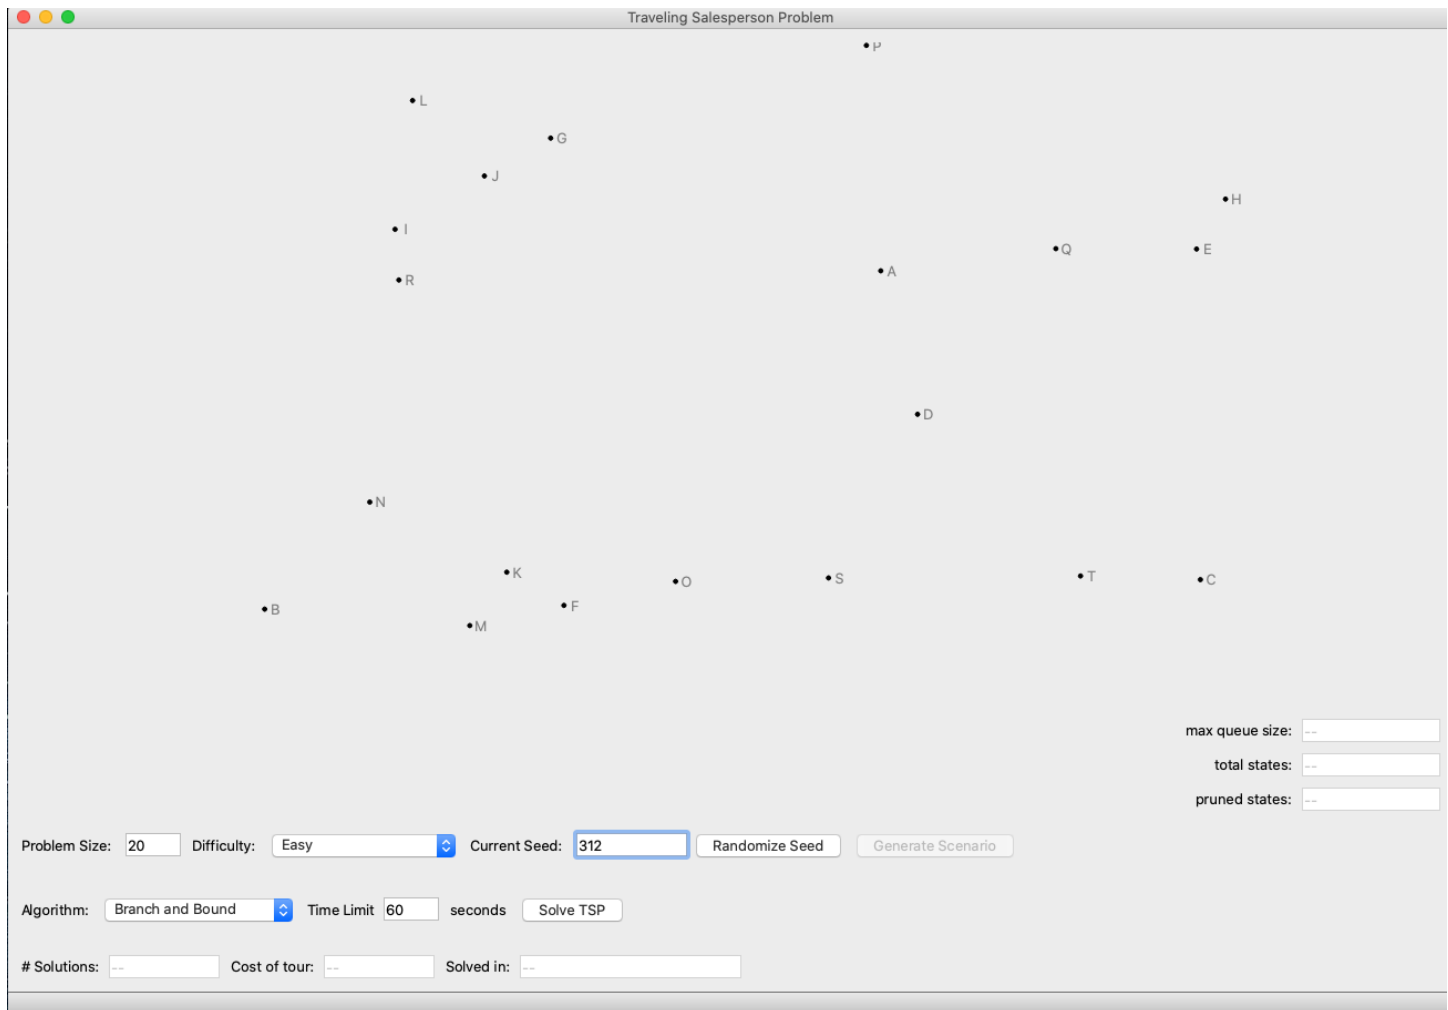 Traveling Salesperson Problem
P
L
G
J
H
I
Q
E
A
R
D
N
K
O
S
T
C
B
F
M
max queue size: --
total states: --
pruned states: --
Problem Size: 20 Difficulty: Easy Current Seed: 312 Randomize Seed Generate Scenario
Algorithm: Branch and Bound Time Limit 60 seconds Solve TSP
# Solutions: -- Cost of tour: -- Solved in: --